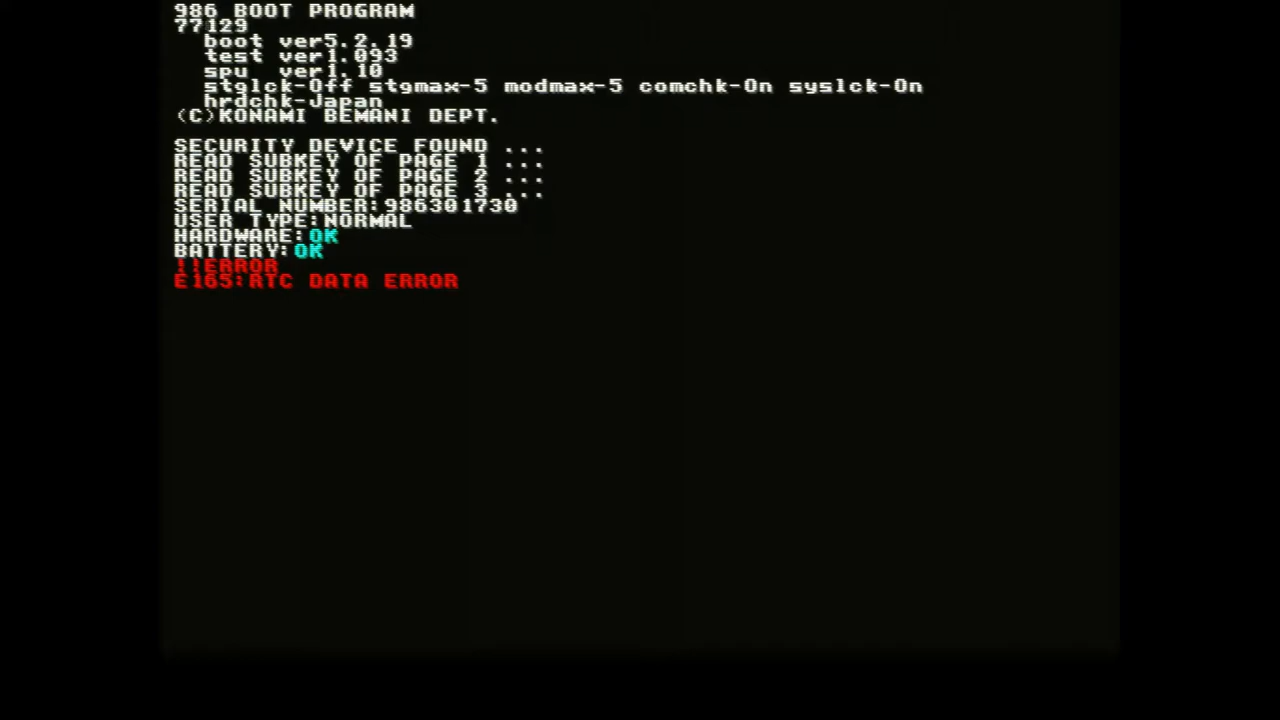 986 BOOT PROGRAM
77129
boot ver5.2.19
test ver1.093
spu ver1.10
stglck-Off stgmax-5 modmax-5 comchk-On syslck-On
hrdchk-Japan
(C)KONAMI BEMANI DEPT.
SECURITY DEVICE FOUND ...
READ SUBKEY OF PAGE 1 ...
READ SUBKEY OF PAGE 2 ...
READ SUBKEY OF PAGE 3 ...
SERIAL NUMBER:986301730
USER TYPE:NORMAL
HARDWARE:OK
BATTERY:OK
!!ERROR
E165:RTC DATA ERROR